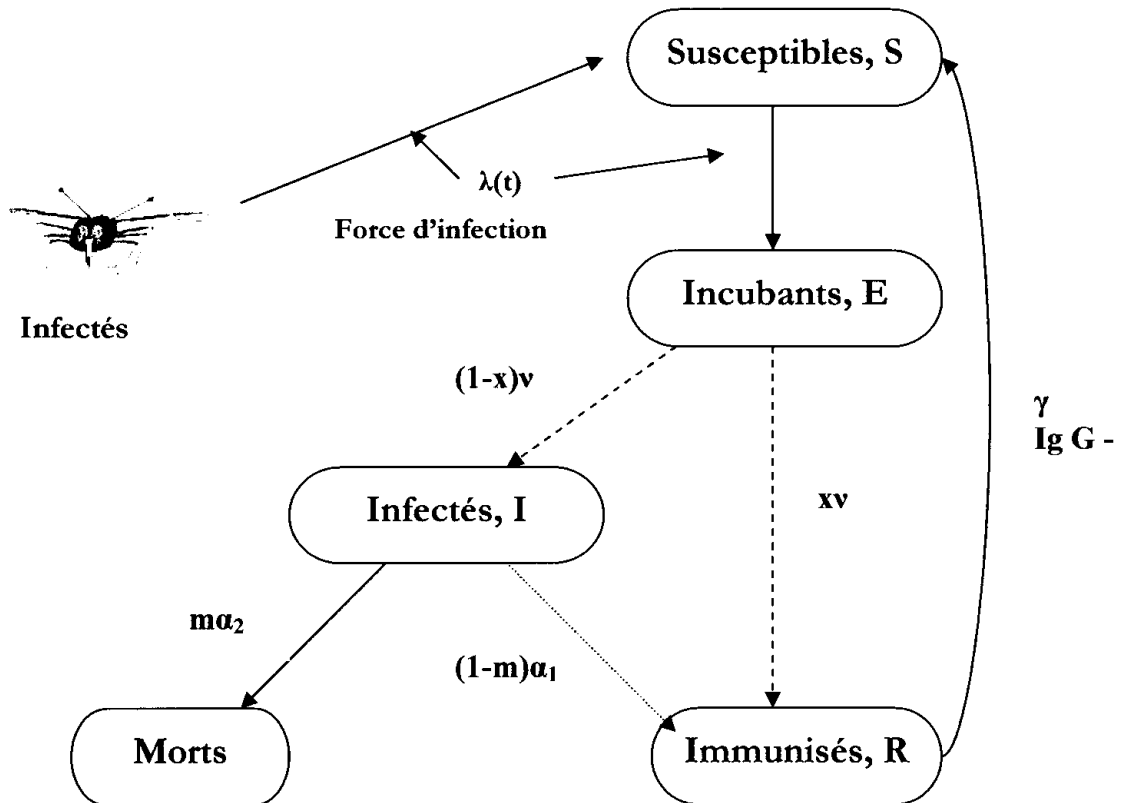 Susceptibles, S
λ(t)
Force d'infection
Incubants, E
Infectés
(1-x)ν
γ
Ig G -
Infectés, I
xν
mα₂
(1-m)α₁
Morts
Immunisés, R